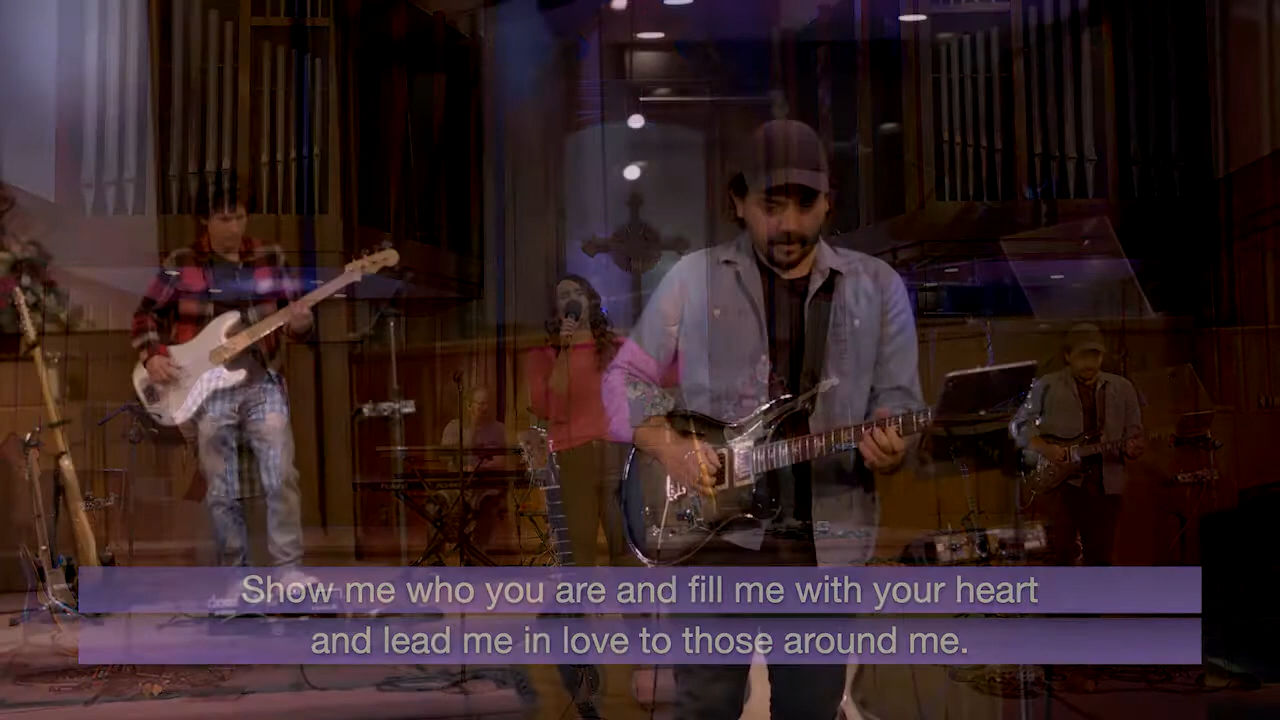 Show me who you are and fill me with your heart
and lead me in love to those around me.